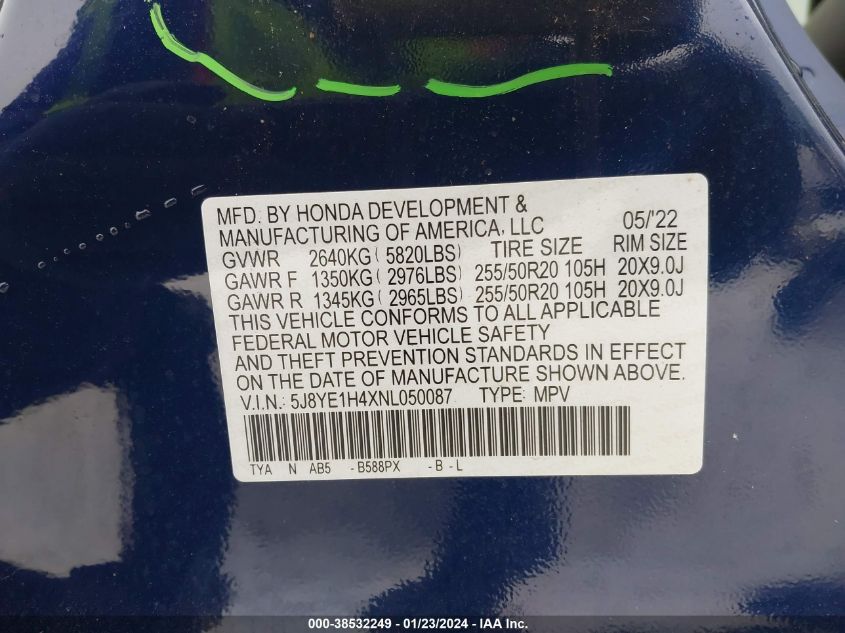 MFD. BY HONDA DEVELOPMENT &
MANUFACTURING OF AMERICA, LLC 05/'22
GVWR 2640KG ( 5820LBS) TIRE SIZE RIM SIZE
GAWR F 1350KG ( 2976LBS) 255/50R20 105H 20X9.0J
GAWR R 1345KG ( 2965LBS) 255/50R20 105H 20X9.0J
THIS VEHICLE CONFORMS TO ALL APPLICABLE
FEDERAL MOTOR VEHICLE SAFETY
AND THEFT PREVENTION STANDARDS IN EFFECT
ON THE DATE OF MANUFACTURE SHOWN ABOVE.
V.I.N.: 5J8YE1H4XNL050087 TYPE: MPV
TYA N AB5 -B588PX -B-L
000-38532249 - 01/23/2024 - IAA Inc.